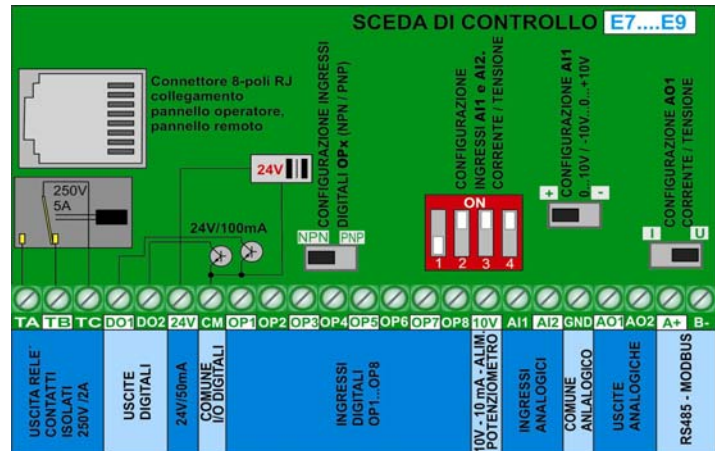 SCEDA DI CONTROLLO E7....E9
Connettore 8-poli RJ
collegamento
pannello operatore,
pannello remoto
250V
5A
24V
24V/100mA
CONFIGURAZIONE INGRESSI
DIGITALI OPx (NPN / PNP)
NPN PNP
CONFIGURAZIONE
INGRESSI AI1 e AI2.
CORRENTE / TENSIONE
ON
1 2 3 4
CONFIGURAZIONE AI1
0...10V / -10V...0...+10V
+ -
CONFIGURAZIONE AO1
CORRENTE / TENSIONE
I U
TA TB TC DO1 DO2 24V CM OP1 OP2 OP3 OP4 OP5 OP6 OP7 OP8 10V AI1 AI2 GND AO1 AO2 A+ B-
USCITA RELE`
CONTATTI
ISOLATI
250V /2A
USCITE
DIGITALI
24V/50mA
COMUNE
I/O DIGITALI
INGRESSI
DIGITALI
OP1...OP8
10V - 10 mA - ALIM.
POTENZIOMETRO
INGRESSI
ANALOGICI
COMUNE
ANLALOGICO
USCITE
ANALOGICHE
RS485 - MODBUS